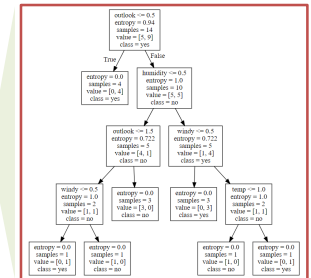 outlook <= 0.5
entropy = 0.94
samples = 14
value = [5, 9]
class = yes
True
False
entropy = 0.0
samples = 4
value = [0, 4]
class = yes
humidity <= 0.5
entropy = 1.0
samples = 10
value = [5, 5]
class = no
outlook <= 1.5
entropy = 0.722
samples = 5
value = [4, 1]
class = no
windy <= 0.5
entropy = 0.722
samples = 5
value = [1, 4]
class = yes
windy <= 0.5
entropy = 1.0
samples = 2
value = [1, 1]
class = no
entropy = 0.0
samples = 3
value = [3, 0]
class = no
entropy = 0.0
samples = 3
value = [0, 3]
class = yes
temp <= 1.0
entropy = 1.0
samples = 2
value = [1, 1]
class = no
entropy = 0.0
samples = 1
value = [0, 1]
class = yes
entropy = 0.0
samples = 1
value = [1, 0]
class = no
entropy = 0.0
samples = 1
value = [1, 0]
class = no
entropy = 0.0
samples = 1
value = [0, 1]
class = yes